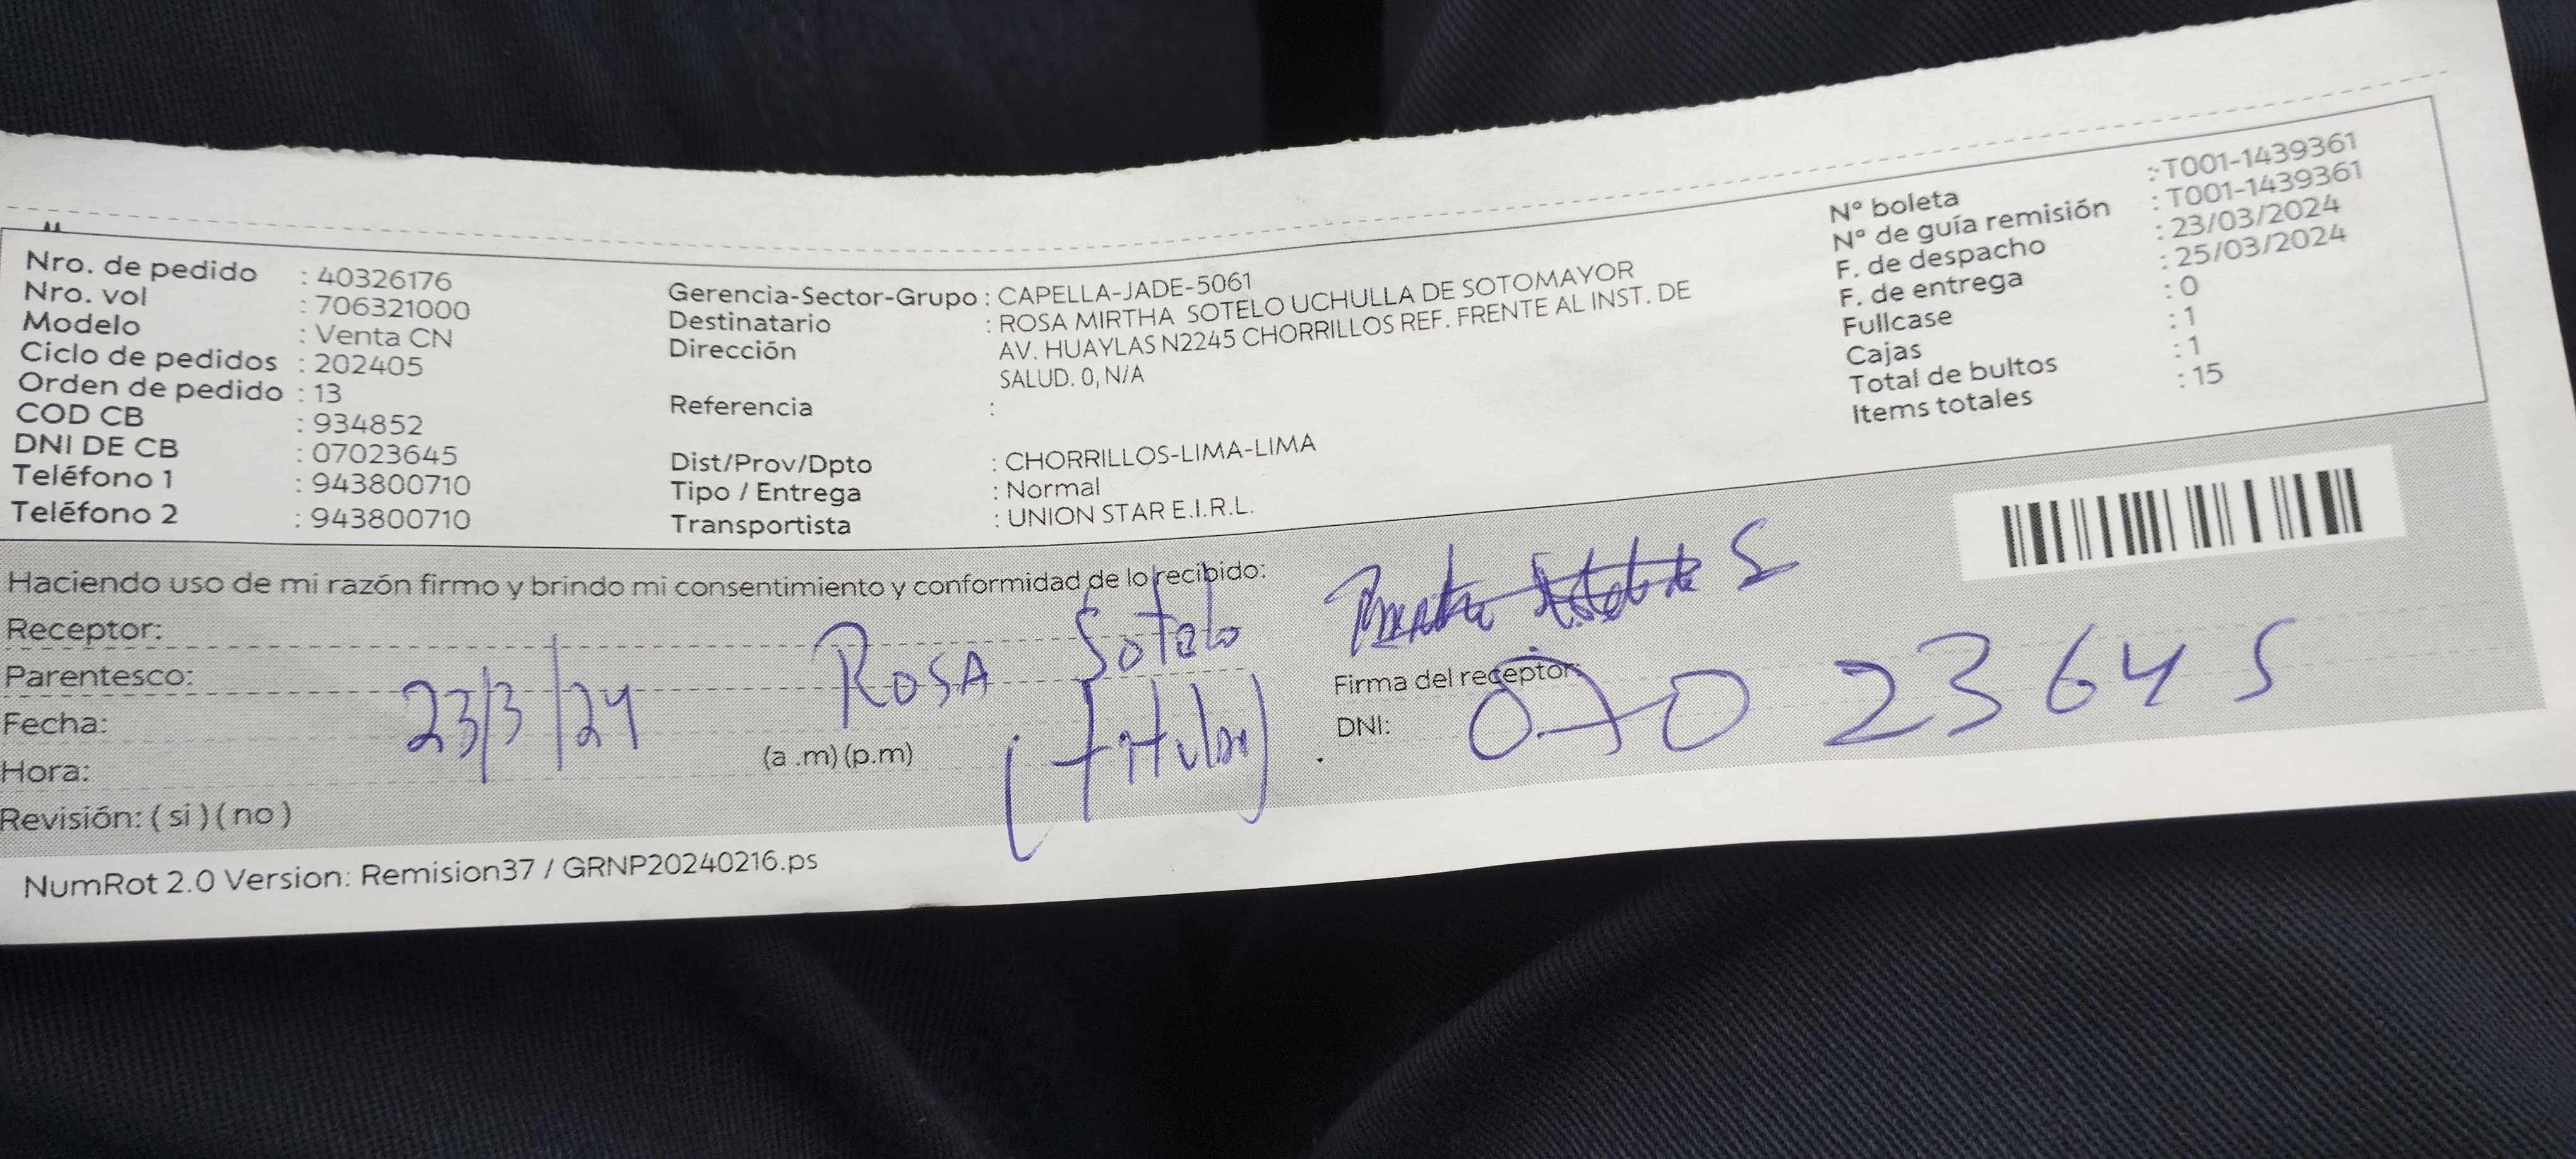 Nro. de pedido : 40326176
Nro. vol : 706321000
Modelo : Venta CN
Ciclo de pedidos : 202405
Orden de pedido : 13
COD CB : 934852
DNI DE CB : 07023645
Teléfono 1 : 943800710
Teléfono 2 : 943800710
Gerencia-Sector-Grupo : CAPELLA-JADE-5061
Destinatario : ROSA MIRTHA SOTELO UCHULLA DE SOTOMAYOR
Dirección AV. HUAYLAS N2245 CHORRILLOS REF. FRENTE AL INST. DE
SALUD. 0, N/A
Referencia :
Dist/Prov/Dpto : CHORRILLOS-LIMA-LIMA
Tipo / Entrega : Normal
Transportista : UNION STAR E.I.R.L.
N° boleta : T001-1439361
N° de guía remisión : T001-1439361
F. de despacho : 23/03/2024
F. de entrega : 25/03/2024
Fullcase : 0
Cajas : 1
Total de bultos : 1
Items totales : 15
Haciendo uso de mi razón firmo y brindo mi consentimiento y conformidad de lo recibido:
Receptor: Rosa Sotelo
Parentesco: (titular)
Fecha: 23/3/24
Hora: (a .m) (p.m)
Revisión: ( si ) ( no )
Firma del receptor:
DNI: 07023645
NumRot 2.0 Version: Remision37 / GRNP20240216.ps